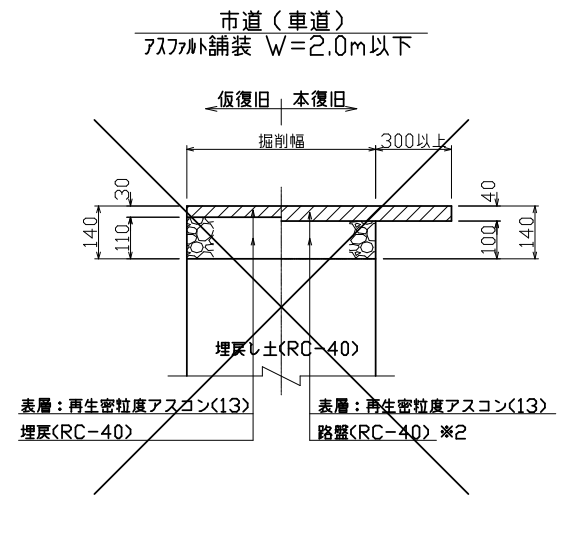 市道（車道）
アスファルト舗装 W=2.0m以下
仮復旧 本復旧
掘削幅 300以上
30
140
110
40
100
140
埋戻し土(RC-40)
表層：再生密粒度アスコン(13)
埋戻(RC-40)
表層：再生密粒度アスコン(13)
路盤(RC-40) ※2